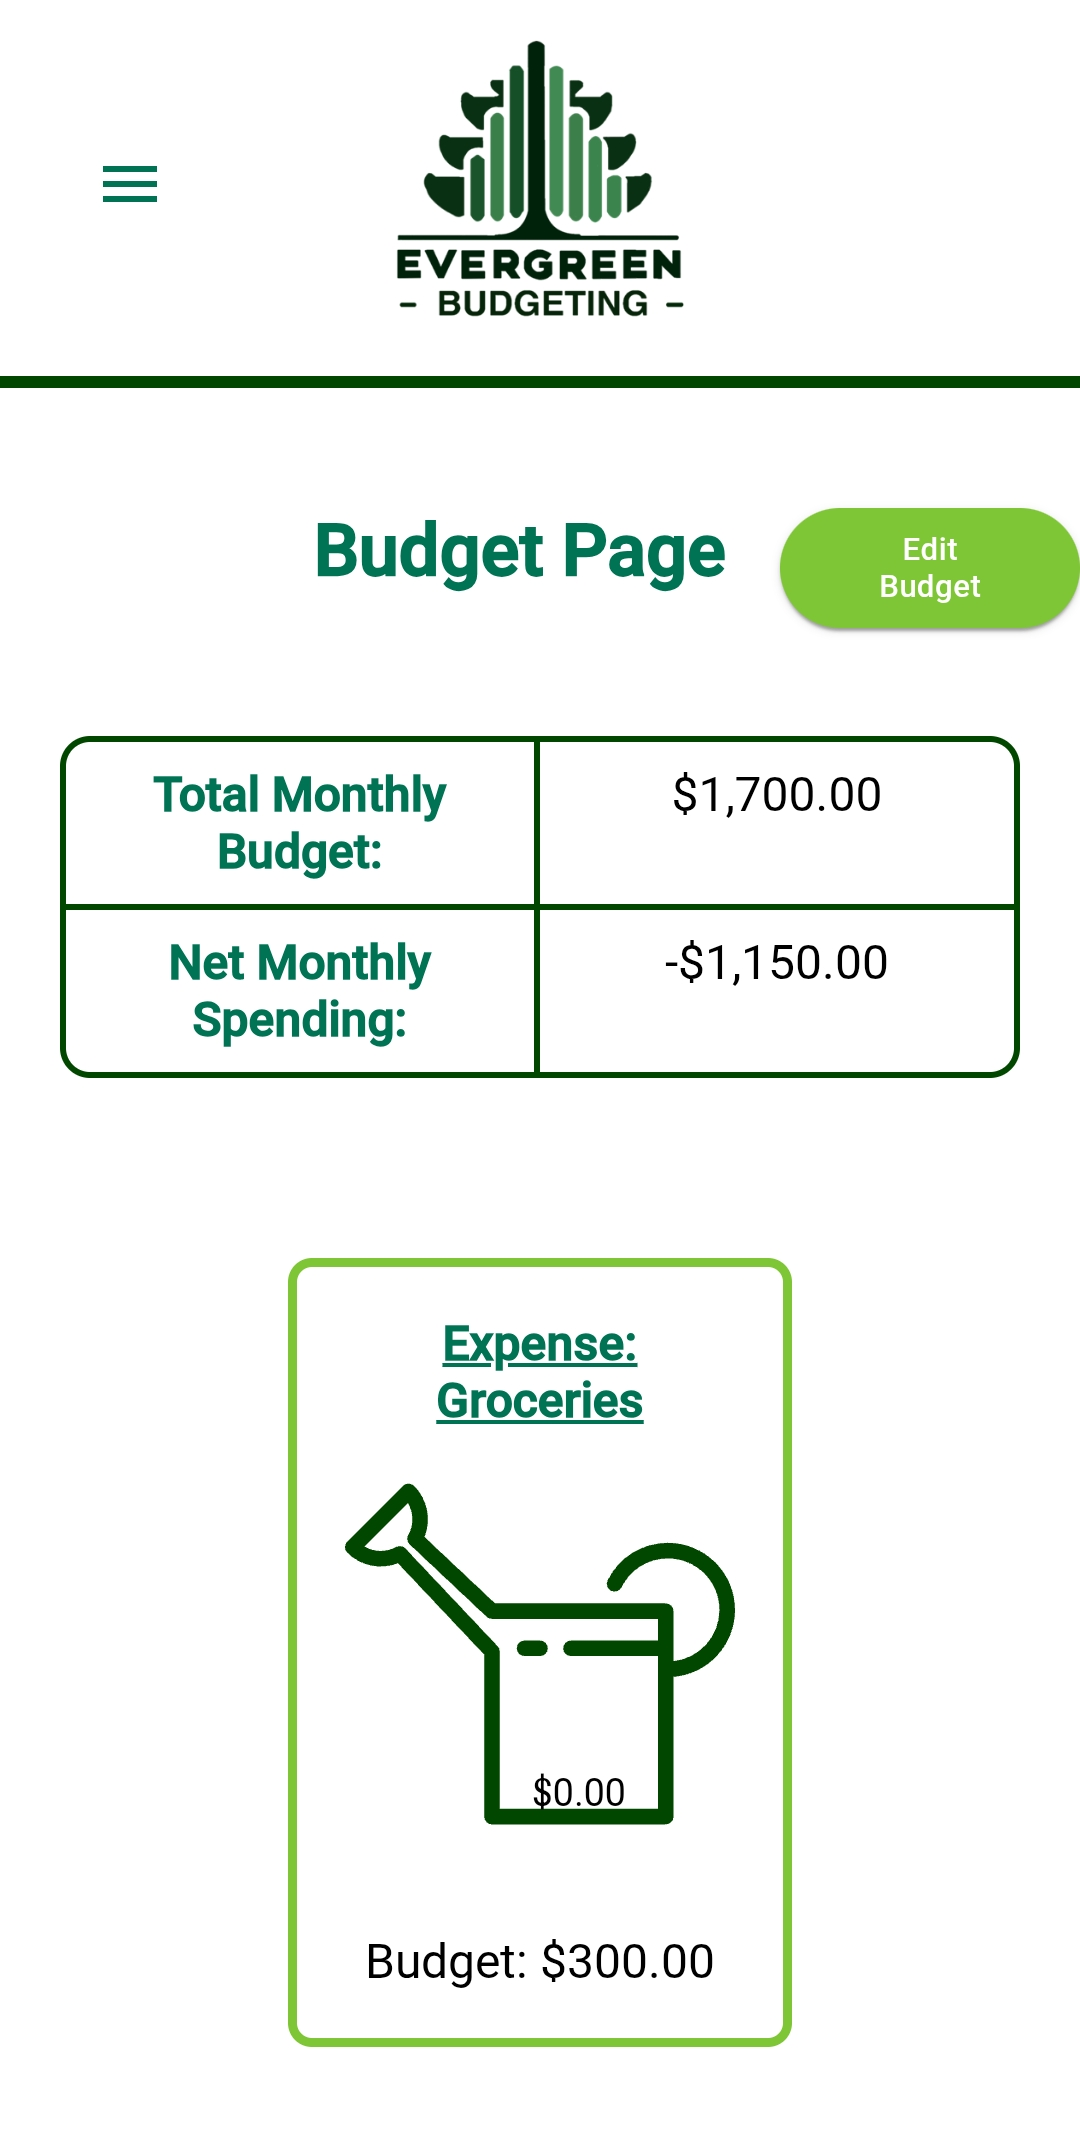 EVERGREEN
- BUDGETING -
Budget Page
Edit
Budget
Total Monthly
Budget:
$1,700.00
Net Monthly
Spending:
-$1,150.00
Expense:
Groceries
$0.00
Budget: $300.00